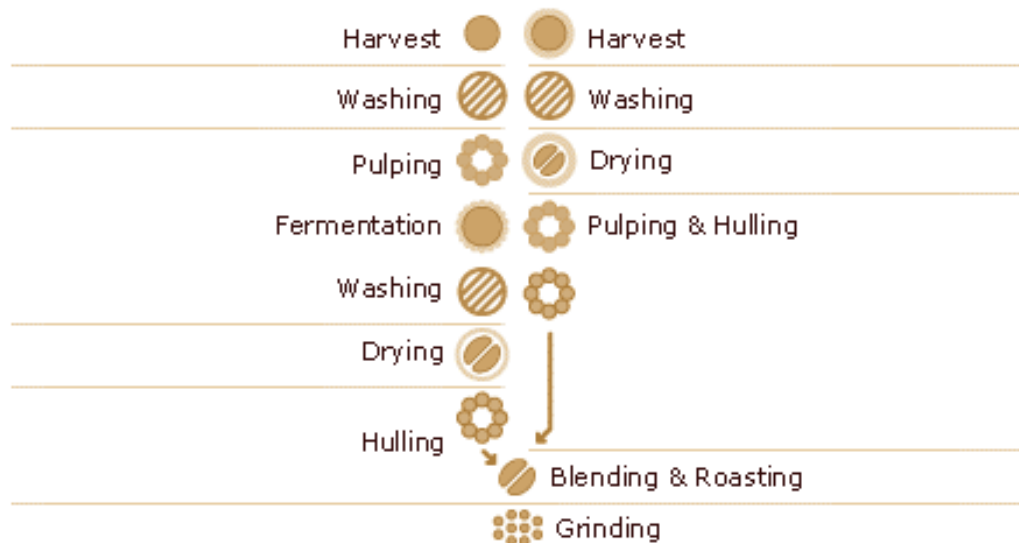 Harvest
Harvest
Washing
Washing
Pulping
Drying
Fermentation
Pulping & Hulling
Washing
Drying
Hulling
Blending & Roasting
Grinding